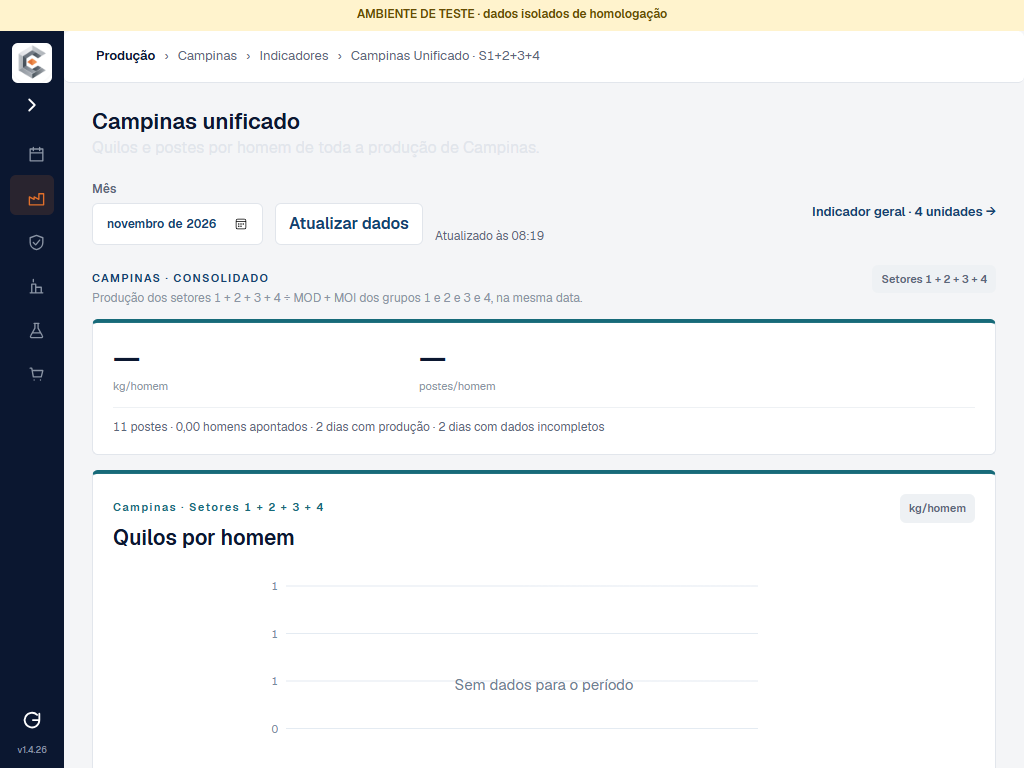 AMBIENTE DE TESTE · dados isolados de homologação
Produção › Campinas › Indicadores › Campinas Unificado · S1+2+3+4
Campinas unificado
Quilos e postes por homem de toda a produção de Campinas.
Mês
novembro de 2026
Atualizar dados
Atualizado às 08:19
Indicador geral · 4 unidades →
CAMPINAS · CONSOLIDADO
Setores 1 + 2 + 3 + 4
Produção dos setores 1 + 2 + 3 + 4 ÷ MOD + MOI dos grupos 1 e 2 e 3 e 4, na mesma data.
— —
kg/homem postes/homem
11 postes · 0,00 homens apontados · 2 dias com produção · 2 dias com dados incompletos
Campinas · Setores 1 + 2 + 3 + 4
kg/homem
Quilos por homem
1
1
1
Sem dados para o período
0
v1.4.26